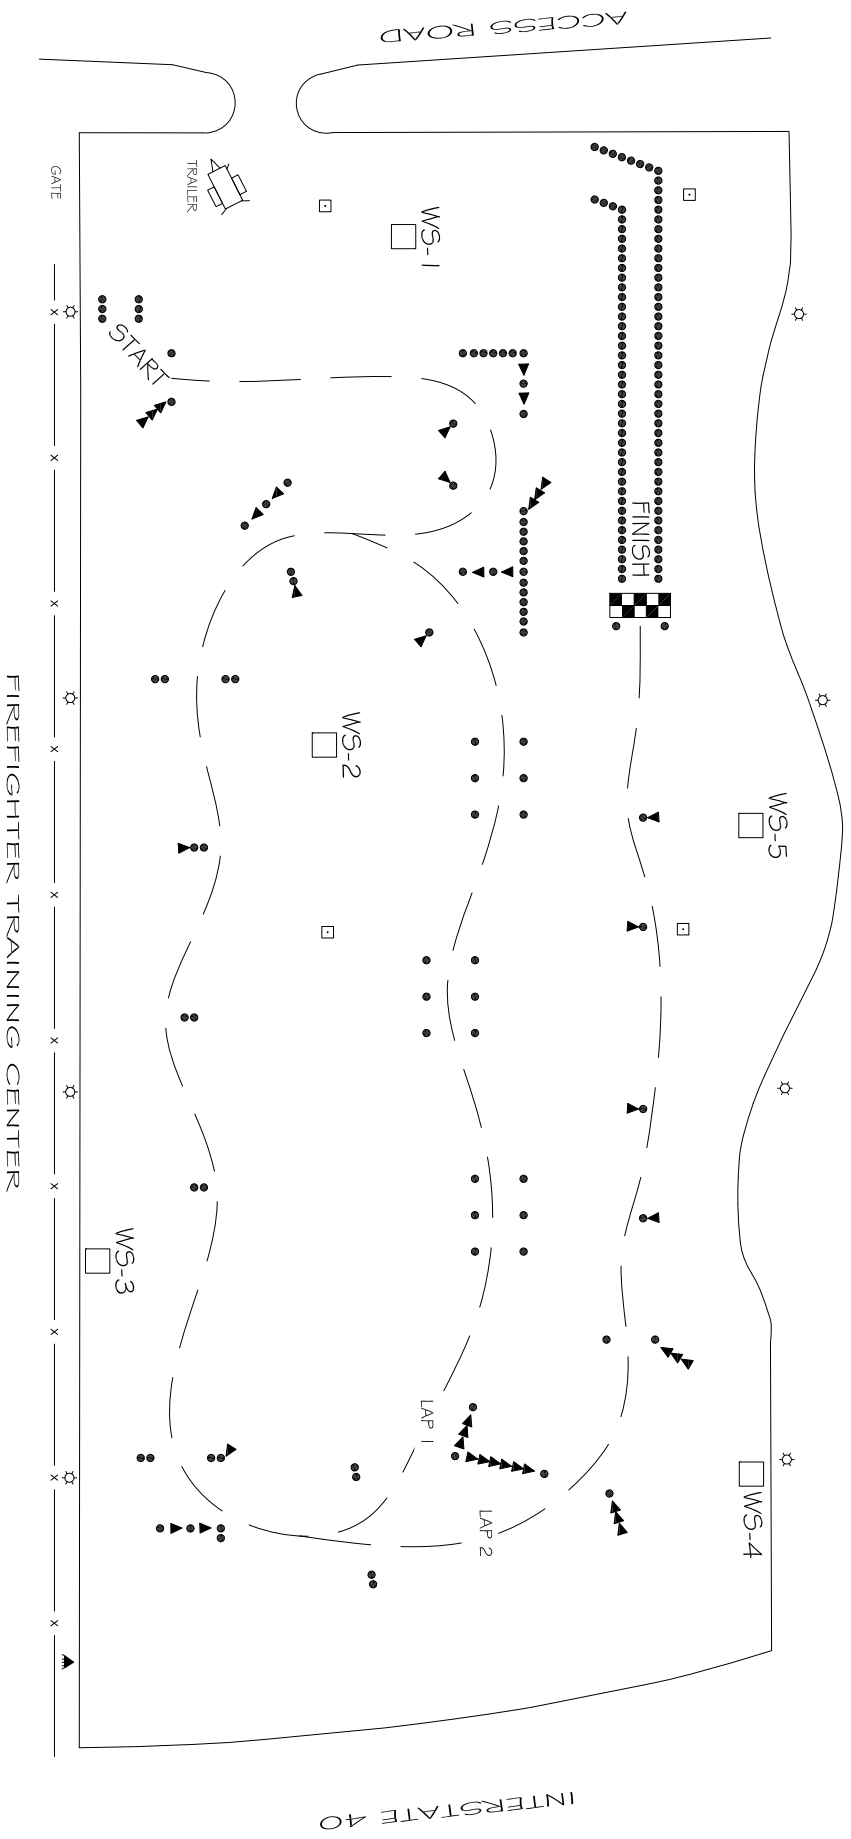 ACCESS ROAD
GATE
TRAILER
WS-1
START
FINISH
WS-2
WS-5
FIREFIGHTER TRAINING CENTER
WS-3
LAP 1
LAP 2
WS-4
INTERSTATE 40